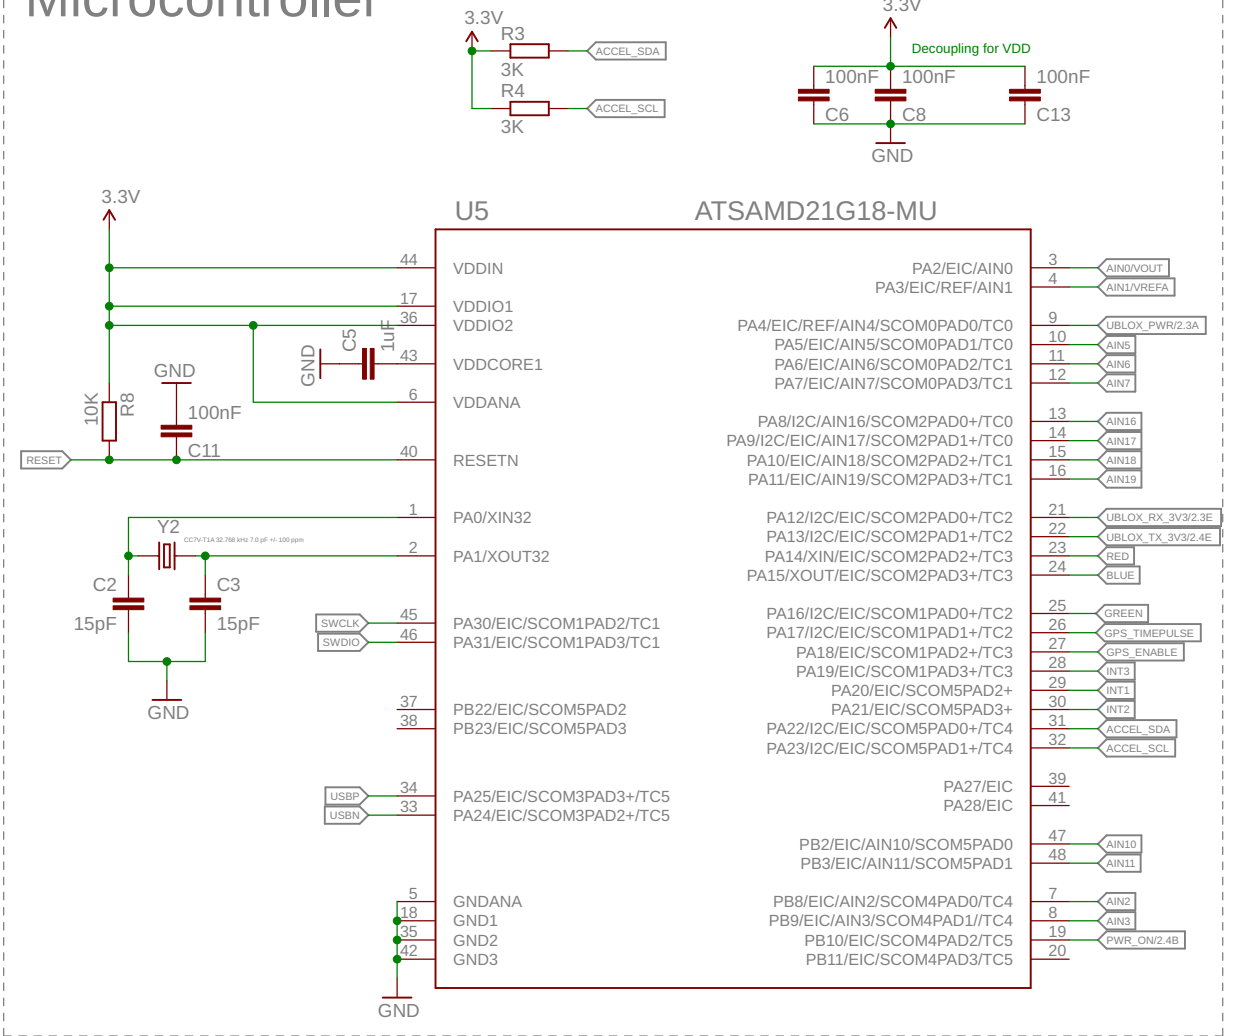 Microcontroller
3.3V
R3
ACCEL_SDA
3K
R4
ACCEL_SCL
3K
3.3V
Decoupling for VDD
100nF
100nF
100nF
C6
C8
C13
GND
3.3V
U5
ATSAMD21G18-MU
44
VDDIN
17
VDDIO1
36
VDDIO2
GND
C5
1uF
43
VDDCORE1
6
VDDANA
GND
10K
R8
100nF
C11
RESET
40
RESETN
1
PA0/XIN32
Y2
CC7V-T1A 32.768 kHz 7.0 pF +/- 100 ppm
2
PA1/XOUT32
C2
C3
15pF
15pF
GND
SWCLK
45
PA30/EIC/SCOM1PAD2/TC1
SWDIO
46
PA31/EIC/SCOM1PAD3/TC1
37
PB22/EIC/SCOM5PAD2
38
PB23/EIC/SCOM5PAD3
USBP
34
PA25/EIC/SCOM3PAD3+/TC5
USBN
33
PA24/EIC/SCOM3PAD2+/TC5
5
GNDANA
18
GND1
35
GND2
42
GND3
GND
PA2/EIC/AIN0
3
AIN0/VOUT
PA3/EIC/REF/AIN1
4
AIN1/VREFA
PA4/EIC/REF/AIN4/SCOM0PAD0/TC0
9
UBLOX_PWR/2.3A
PA5/EIC/AIN5/SCOM0PAD1/TC0
10
AIN5
PA6/EIC/AIN6/SCOM0PAD2/TC1
11
AIN6
PA7/EIC/AIN7/SCOM0PAD3/TC1
12
AIN7
PA8/I2C/AIN16/SCOM2PAD0+/TC0
13
AIN16
PA9/I2C/EIC/AIN17/SCOM2PAD1+/TC0
14
AIN17
PA10/EIC/AIN18/SCOM2PAD2+/TC1
15
AIN18
PA11/EIC/AIN19/SCOM2PAD3+/TC1
16
AIN19
PA12/I2C/EIC/SCOM2PAD0+/TC2
21
UBLOX_RX_3V3/2.3E
PA13/I2C/EIC/SCOM2PAD1+/TC2
22
UBLOX_TX_3V3/2.4E
PA14/XIN/EIC/SCOM2PAD2+/TC3
23
RED
PA15/XOUT/EIC/SCOM2PAD3+/TC3
24
BLUE
PA16/I2C/EIC/SCOM1PAD0+/TC2
25
GREEN
PA17/I2C/EIC/SCOM1PAD1+/TC2
26
GPS_TIMEPULSE
PA18/EIC/SCOM1PAD2+/TC3
27
GPS_ENABLE
PA19/EIC/SCOM1PAD3+/TC3
28
INT3
PA20/EIC/SCOM5PAD2+
29
INT1
PA21/EIC/SCOM5PAD3+
30
INT2
PA22/I2C/EIC/SCOM5PAD0+/TC4
31
ACCEL_SDA
PA23/I2C/EIC/SCOM5PAD1+/TC4
32
ACCEL_SCL
PA27/EIC
39
PA28/EIC
41
PB2/EIC/AIN10/SCOM5PAD0
47
AIN10
PB3/EIC/AIN11/SCOM5PAD1
48
AIN11
PB8/EIC/AIN2/SCOM4PAD0/TC4
7
AIN2
PB9/EIC/AIN3/SCOM4PAD1//TC4
8
AIN3
PB10/EIC/SCOM4PAD2/TC5
19
PWR_ON/2.4B
PB11/EIC/SCOM4PAD3/TC5
20